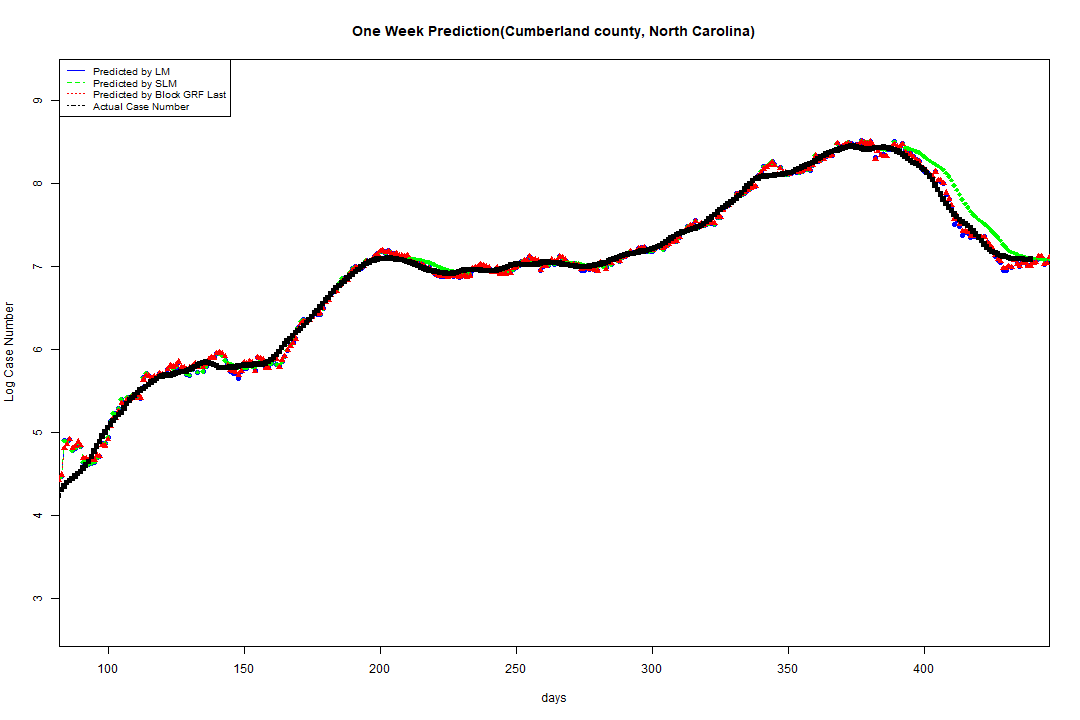 One Week Prediction(Cumberland county, North Carolina)
Predicted by LM
Predicted by SLM
Predicted by Block GRF Last
Actual Case Number
9
8
7
6
5
4
3
Log Case Number
100 150 200 250 300 350 400
days